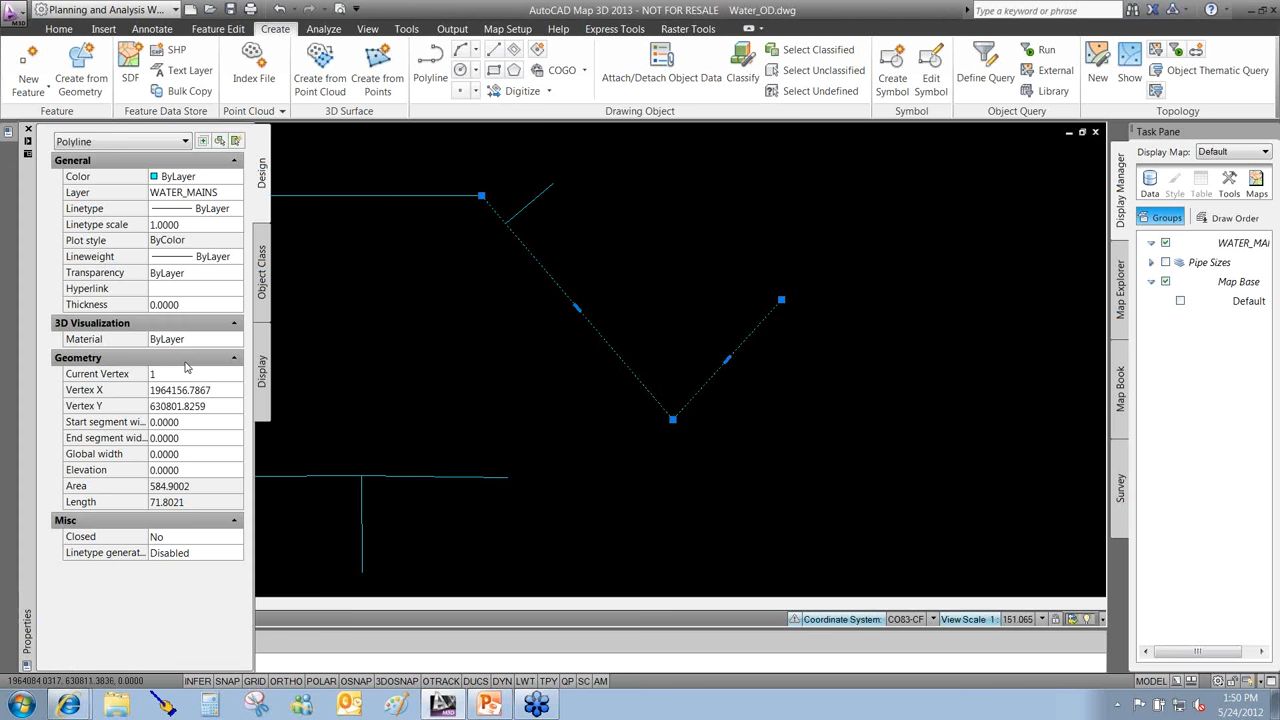 Planning and Analysis W... AutoCAD Map 3D 2013 - NOT FOR RESALE Water_OD.dwg Type a keyword or phrase
Home Insert Annotate Feature Edit Create Analyze View Tools Output Map Setup Help Express Tools Raster Tools
New Feature
Create from Geometry
SDF
SHP
Text Layer
Bulk Copy
Index File
Create from Point Cloud
Create from Points
Polyline
COGO
Digitize
Attach/Detach Object Data
Classify
Select Classified
Select Unclassified
Select Undefined
Create Symbol
Edit Symbol
Define Query
Run
External
Library
New
Show
Object Thematic Query
Feature Feature Data Store Point Cloud 3D Surface Drawing Object Symbol Object Query Topology
Polyline
General
Color ByLayer
Layer WATER_MAINS
Linetype ByLayer
Linetype scale 1.0000
Plot style ByColor
Lineweight ByLayer
Transparency ByLayer
Hyperlink
Thickness 0.0000
3D Visualization
Material ByLayer
Geometry
Current Vertex 1
Vertex X 1964156.7867
Vertex Y 630801.8259
Start segment wi... 0.0000
End segment wid... 0.0000
Global width 0.0000
Elevation 0.0000
Area 584.9002
Length 71.8021
Misc
Closed No
Linetype generat... Disabled
Properties
Design
Object Class
Display
Task Pane
Display Map: Default
Data Style Table Tools Maps
Groups Draw Order
WATER_MAI
Pipe Sizes
Map Base
Default
Display Manager
Map Explorer
Map Book
Survey
Coordinate System: CO83-CF View Scale 1 : 151.065
1964084.0317, 630811.3836, 0.0000 INFER SNAP GRID ORTHO POLAR OSNAP 3DOSNAP OTRACK DUCS DYN LWT TPY QP SC AM MODEL
1:50 PM
5/24/2012